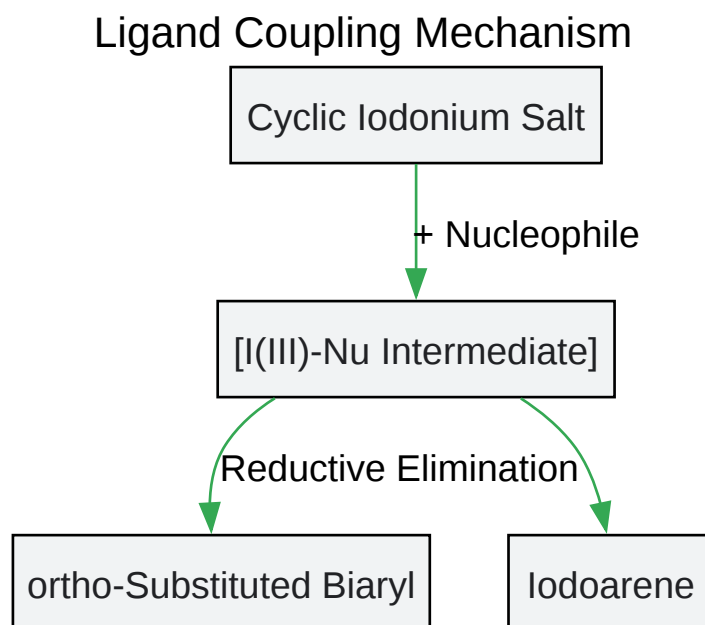 Ligand Coupling Mechanism
Cyclic Iodonium Salt
+ Nucleophile
[I(III)-Nu Intermediate]
Reductive Elimination
ortho-Substituted Biaryl
Iodoarene